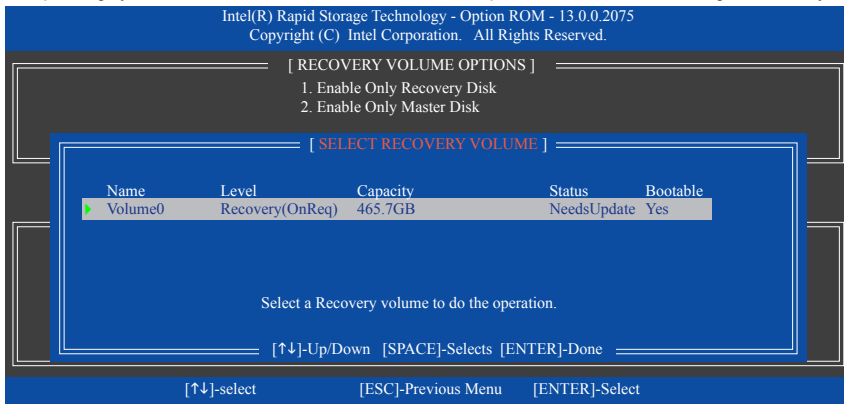 Intel(R) Rapid Storage Technology - Option ROM - 13.0.0.2075
Copyright (C) Intel Corporation. All Rights Reserved.
[ RECOVERY VOLUME OPTIONS ]
1. Enable Only Recovery Disk
2. Enable Only Master Disk
[ SELECT RECOVERY VOLUME ]
Name Level Capacity Status Bootable
Volume0 Recovery(OnReq) 465.7GB NeedsUpdate Yes
Select a Recovery volume to do the operation.
[↑↓]-Up/Down [SPACE]-Selects [ENTER]-Done
[↑↓]-select [ESC]-Previous Menu [ENTER]-Select